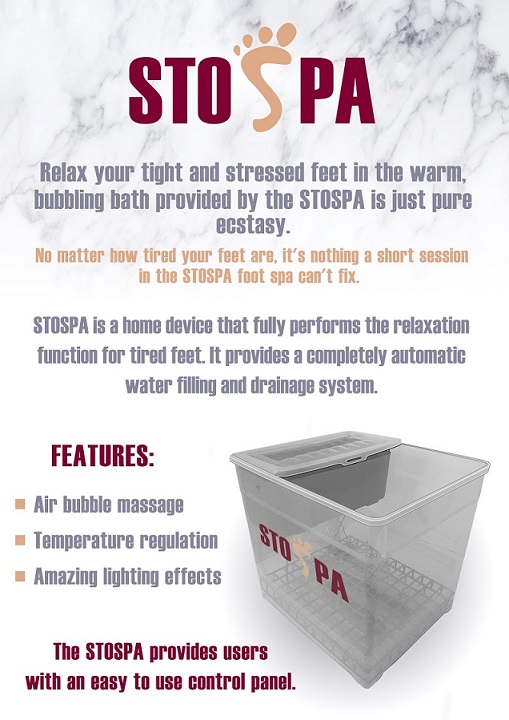 STOSPA
Relax your tight and stressed feet in the warm,
bubbling bath provided by the STOSPA is just pure
ecstasy.
No matter how tired your feet are, it's nothing a short session
in the STOSPA foot spa can't fix.
STOSPA is a home device that fully performs the relaxation
function for tired feet. It provides a completely automatic
water filling and drainage system.
FEATURES:
Air bubble massage
Temperature regulation
Amazing lighting effects
STOSPA
The STOSPA provides users
with an easy to use control panel.